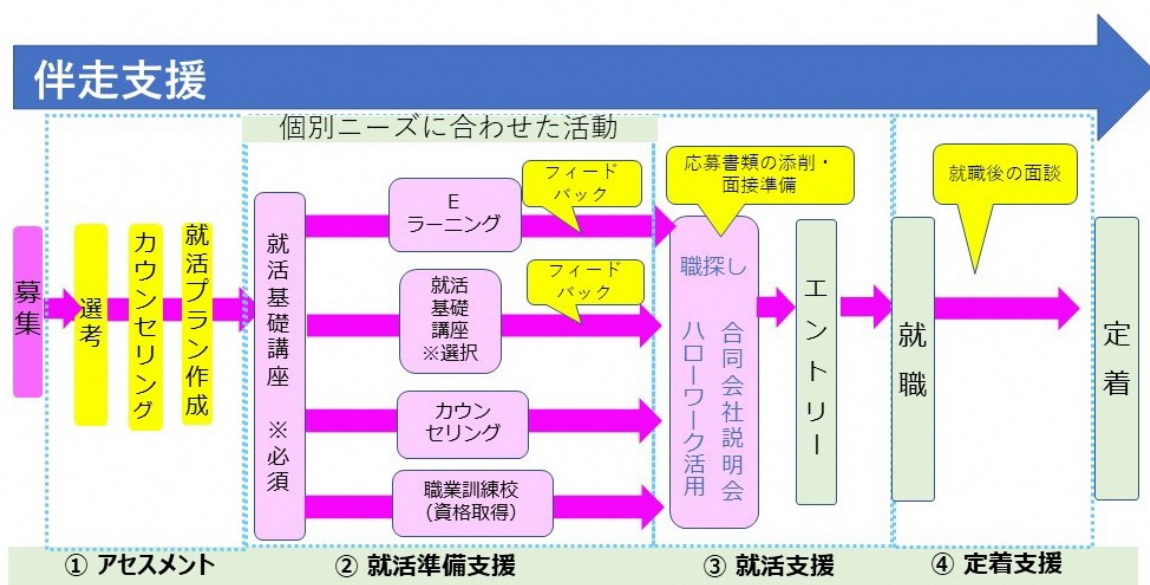 伴走支援
個別ニーズに合わせた活動
募集
選考
カウンセリング
就活プラン作成
就活基礎講座 ※必須
E
ラーニング
フィード
バック
就活
基礎
講座
※選択
フィード
バック
カウン
セリング
職業訓練校
(資格取得)
応募書類の添削・
面接準備
職探し
合同会社説明会
ハローワーク活用
エントリー
就職
就職後の面談
定着
① アセスメント
② 就活準備支援
③ 就活支援
④ 定着支援